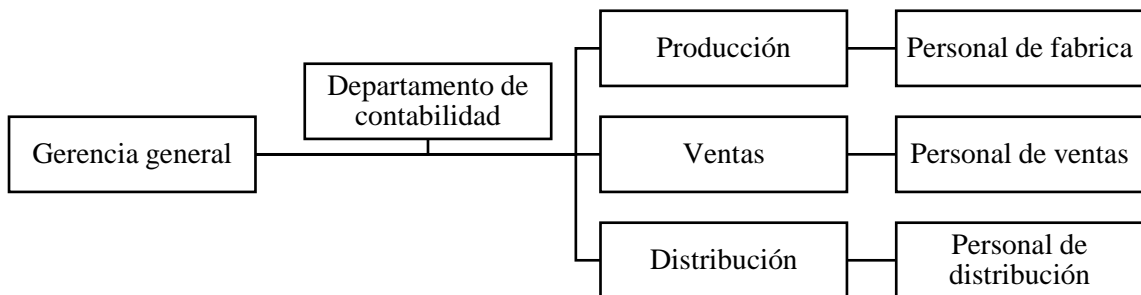 Producción
Personal de fabrica
Departamento de
contabilidad
Gerencia general
Ventas
Personal de ventas
Distribución
Personal de
distribución